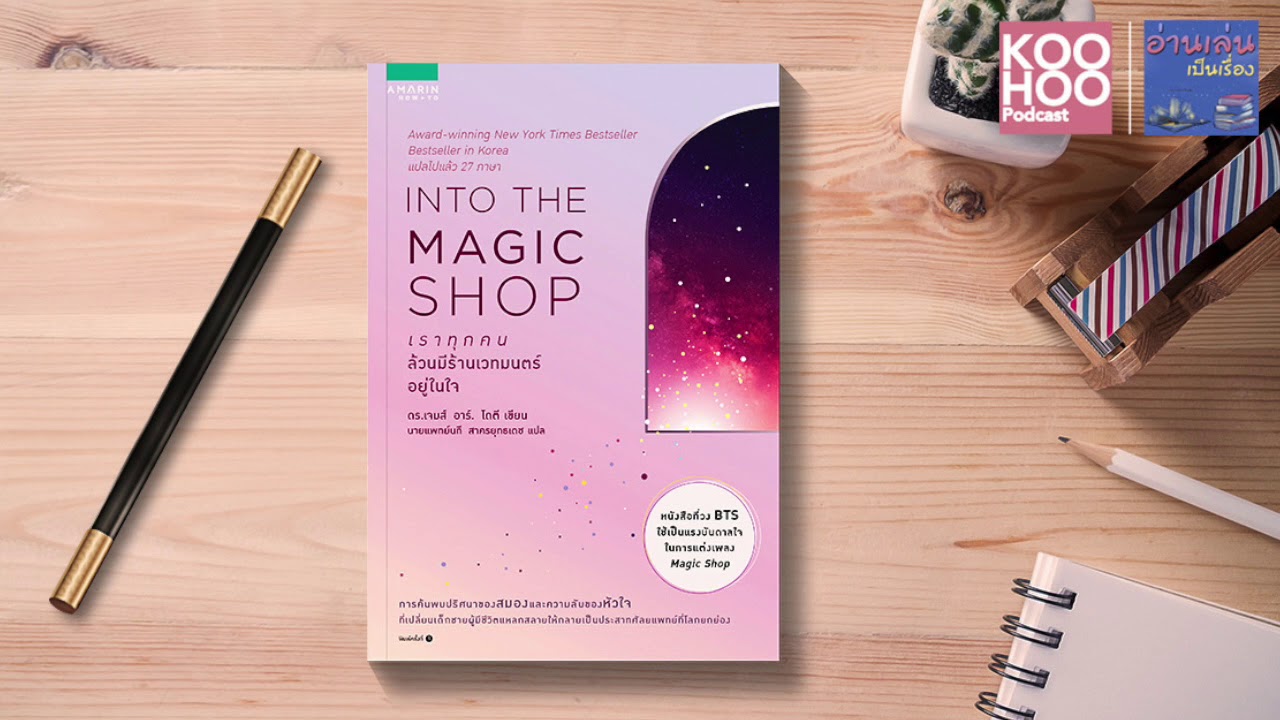 KOO
HOO
Podcast
อ่านเล่น
เป็นเรื่อง
AMARIN
HOW•TO
Award-winning New York Times Bestseller
Bestseller in Korea
แปลไปแล้ว 27 ภาษา
INTO THE
MAGIC
SHOP
เราทุกคน
ล้วนมีร้านเวทมนตร์
อยู่ในใจ
ดร.เจมส์ อาร์. โดตี เขียน
นายแพทย์นที สาครยุทธเดช แปล
หนังสือที่วง BTS
ใช้เป็นแรงบันดาลใจ
ในการแต่งเพลง
Magic Shop
การค้นพบปริศนาของสมองและความลับของหัวใจ
ที่เปลี่ยนเด็กชายผู้มีชีวิตแหลกสลายให้กลายเป็นประสาทศัลยแพทย์ที่โลกยกย่อง
พิมพ์ครั้งที่